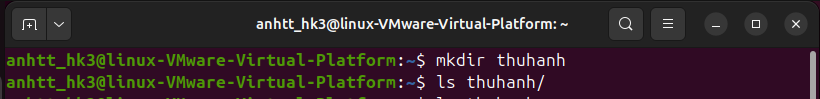 anhtt_hk3@linux-VMware-Virtual-Platform: ~
anhtt_hk3@linux-VMware-Virtual-Platform:~$ mkdir thuhanh
anhtt_hk3@linux-VMware-Virtual-Platform:~$ ls thuhanh/